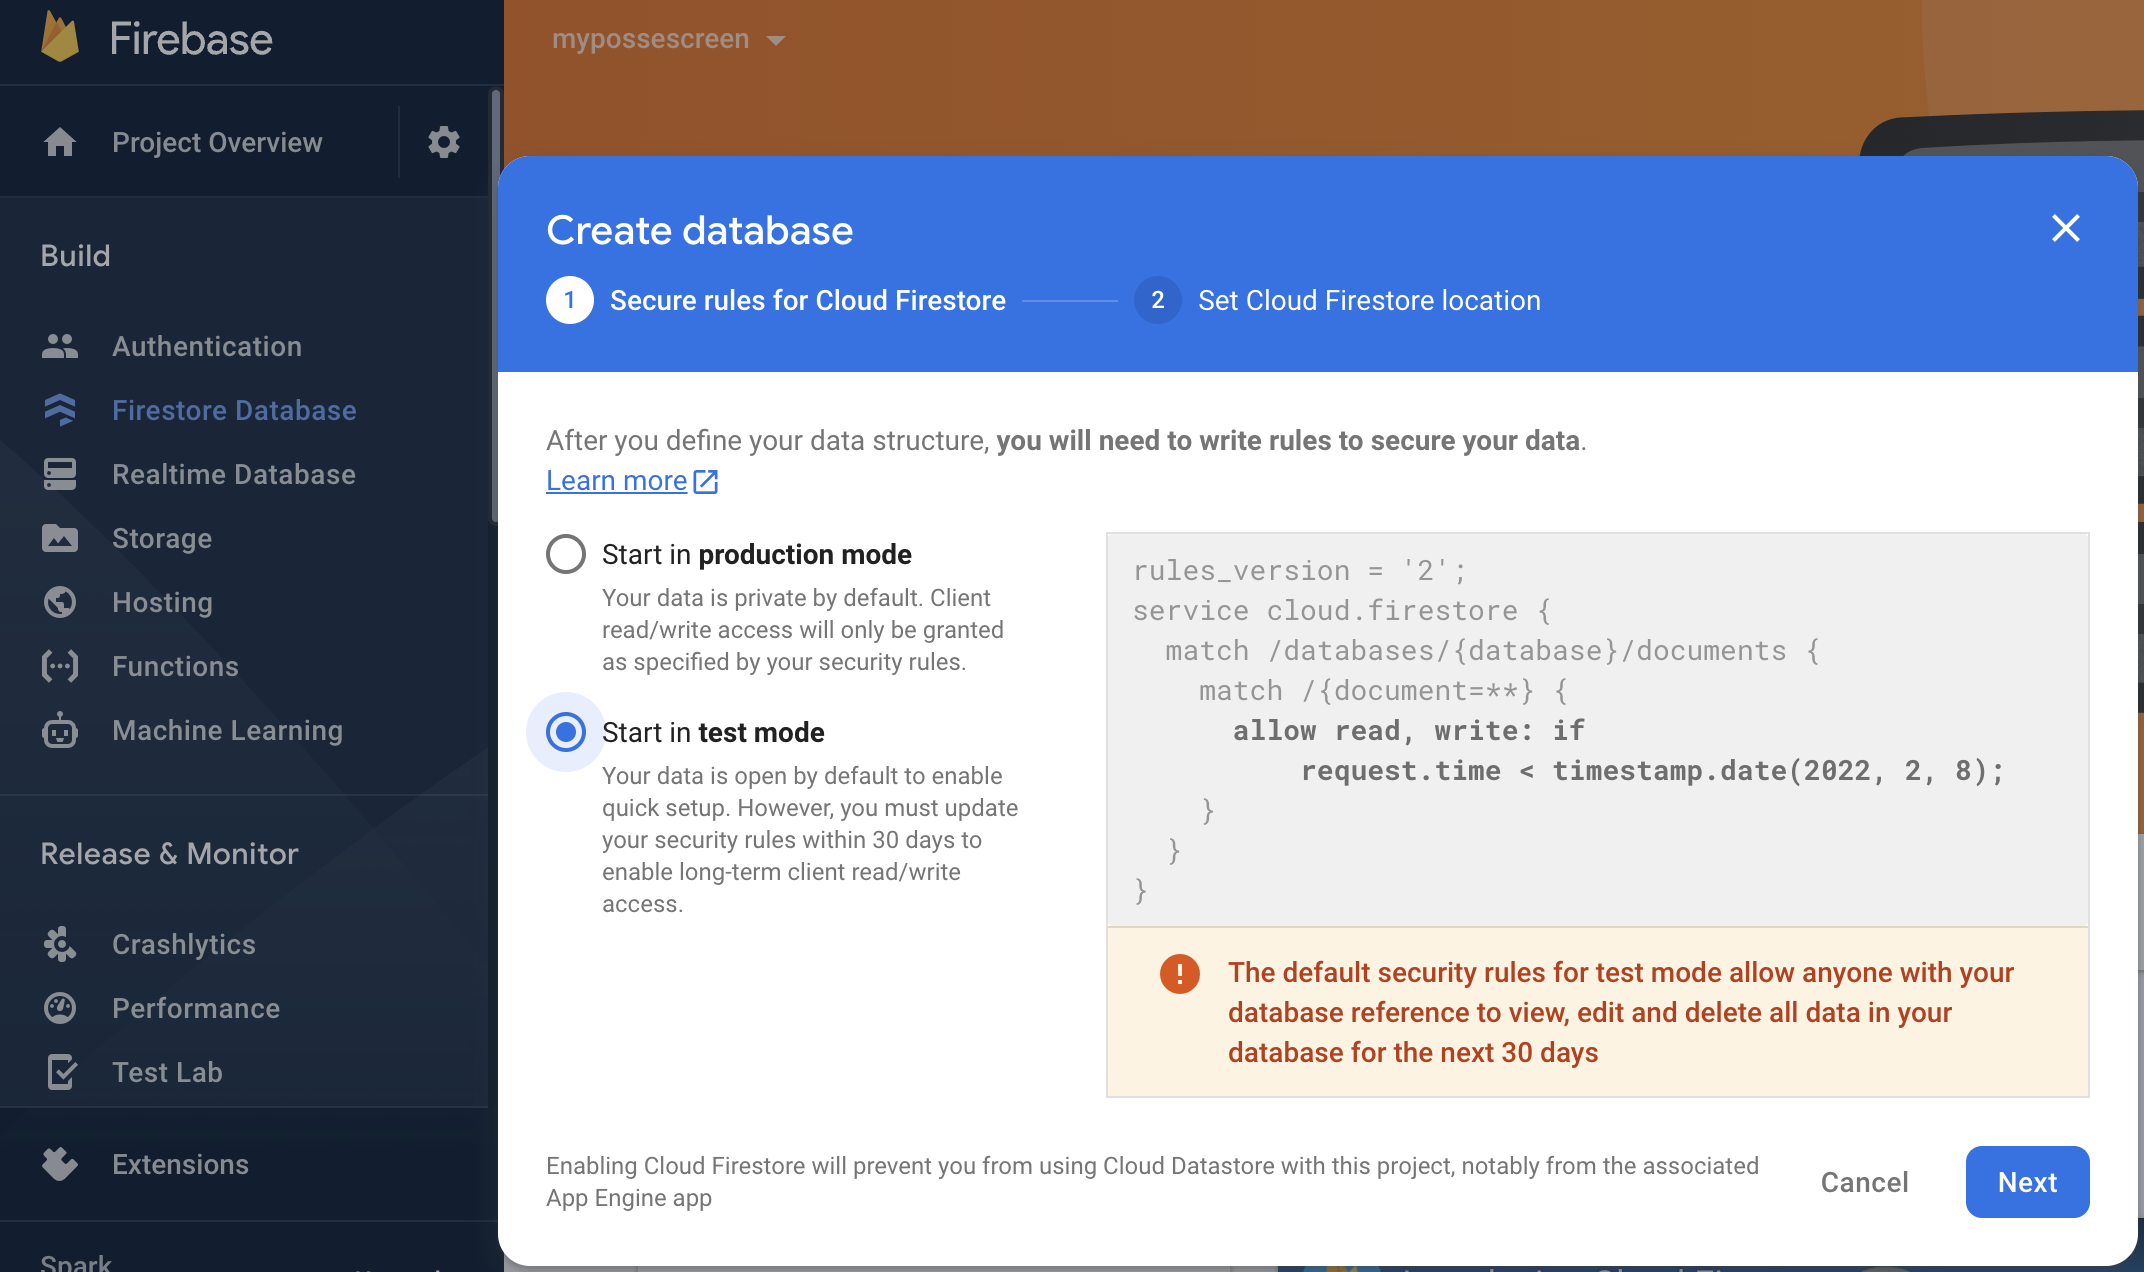 Firebase
Project Overview
Build
Authentication
Firestore Database
Realtime Database
Storage
Hosting
Functions
Machine Learning
Release & Monitor
Crashlytics
Performance
Test Lab
Extensions
Spark
mypossescreen
Create database
1 Secure rules for Cloud Firestore
2 Set Cloud Firestore location
After you define your data structure, you will need to write rules to secure your data.
Learn more
Start in production mode
Your data is private by default. Client
read/write access will only be granted
as specified by your security rules.
Start in test mode
Your data is open by default to enable
quick setup. However, you must update
your security rules within 30 days to
enable long-term client read/write
access.
rules_version = '2';
service cloud.firestore {
match /databases/{database}/documents {
match /{document=**} {
allow read, write: if
request.time < timestamp.date(2022, 2, 8);
}
}
}
The default security rules for test mode allow anyone with your
database reference to view, edit and delete all data in your
database for the next 30 days
Enabling Cloud Firestore will prevent you from using Cloud Datastore with this project, notably from the associated
App Engine app
Cancel
Next